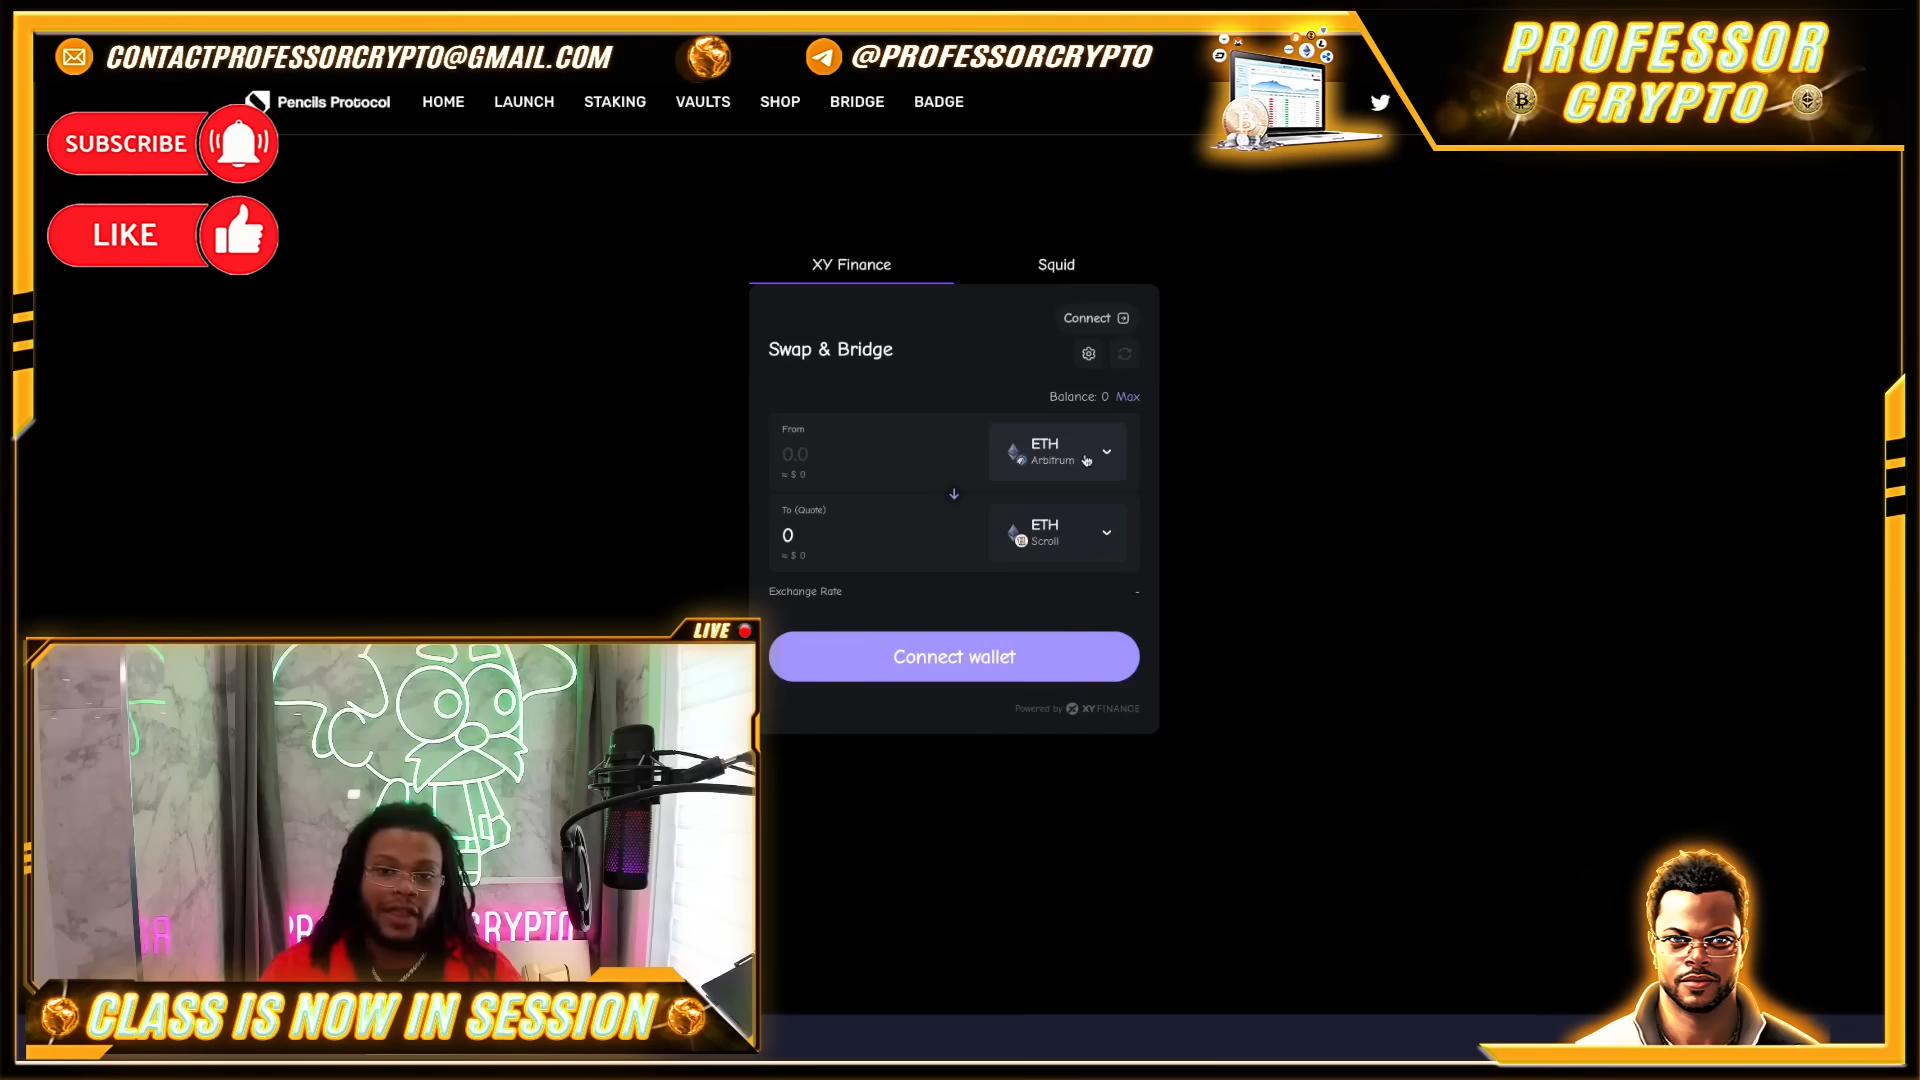 CONTACTPROFESSORCRYPTO@GMAIL.COM
@PROFESSORCRYPTO
PROFESSOR
CRYPTO
Pencils Protocol
HOME
LAUNCH
STAKING
VAULTS
SHOP
BRIDGE
BADGE
SUBSCRIBE
LIKE
XY Finance
Squid
Connect
Swap & Bridge
Balance: 0 Max
From
0.0
≈ $ 0
ETH
Arbitrum
To (Quote)
0
≈ $ 0
ETH
Scroll
Exchange Rate
-
Connect wallet
Powered by XY FINANCE
LIVE
CRYPTO
CLASS IS NOW IN SESSION